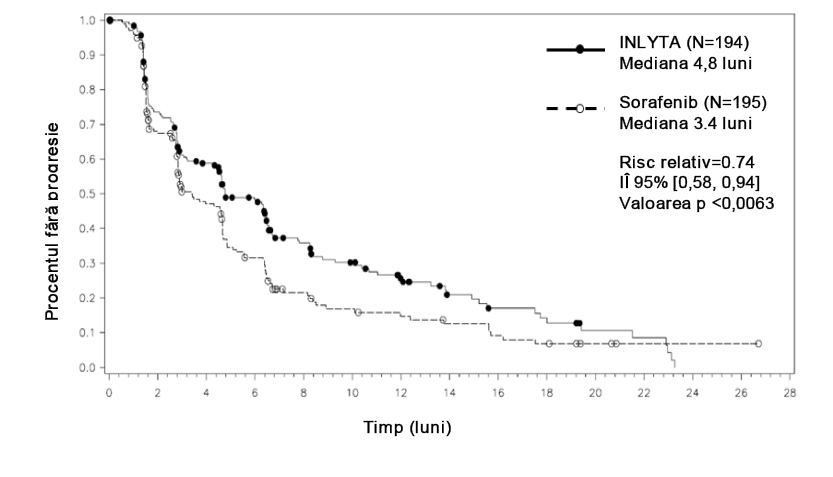 INLYTA (N=194)
Mediana 4,8 luni
Sorafenib (N=195)
Mediana 3.4 luni
Risc relativ=0.74
IÎ 95% [0,58, 0,94]
Valoarea p <0,0063
Procentul fără progresie
1.0
0.9
0.8
0.7
0.6
0.5
0.4
0.3
0.2
0.1
0.0
0 2 4 6 8 10 12 14 16 18 20 22 24 26 28
Timp (luni)